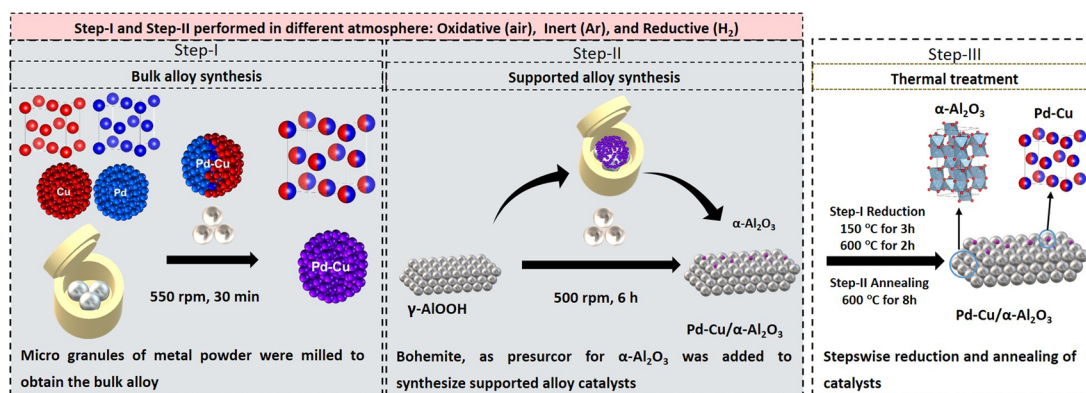 Step-I and Step-II performed in different atmosphere: Oxidative (air), Inert (Ar), and Reductive (H₂)
Step-I
Bulk alloy synthesis
Cu
Pd
Pd-Cu
550 rpm, 30 min
Pd-Cu
Micro granules of metal powder were milled to
obtain the bulk alloy
Step-II
Supported alloy synthesis
γ-AlOOH
500 rpm, 6 h
α-Al₂O₃
Pd-Cu/α-Al₂O₃
Bohemite, as presurcor for α-Al₂O₃ was added to
synthesize supported alloy catalysts
Step-III
Thermal treatment
α-Al₂O₃
Pd-Cu
Step-I Reduction
150 °C for 3h
600 °C for 2h
Step-II Annealing
600 °C for 8h
Pd-Cu/α-Al₂O₃
Stepswise reduction and annealing of
catalysts